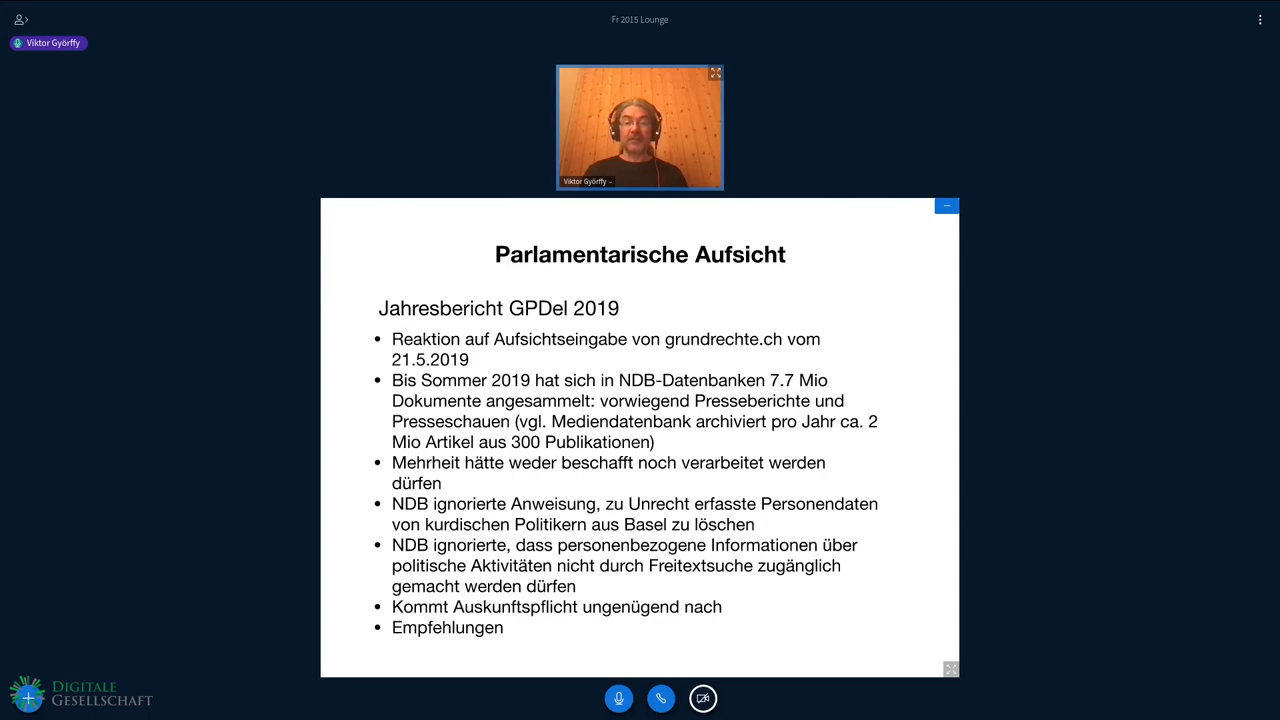 Fr 2015 Lounge
Viktor Györffy
Viktor Györffy
Parlamentarische Aufsicht
Jahresbericht GPDel 2019
• Reaktion auf Aufsichtseingabe von grundrechte.ch vom
21.5.2019
• Bis Sommer 2019 hat sich in NDB-Datenbanken 7.7 Mio
Dokumente angesammelt: vorwiegend Presseberichte und
Presseschauen (vgl. Mediendatenbank archiviert pro Jahr ca. 2
Mio Artikel aus 300 Publikationen)
• Mehrheit hätte weder beschafft noch verarbeitet werden
dürfen
• NDB ignorierte Anweisung, zu Unrecht erfasste Personendaten
von kurdischen Politikern aus Basel zu löschen
• NDB ignorierte, dass personenbezogene Informationen über
politische Aktivitäten nicht durch Freitextsuche zugänglich
gemacht werden dürfen
• Kommt Auskunftspflicht ungenügend nach
• Empfehlungen
DIGITALE
GESELLSCHAFT